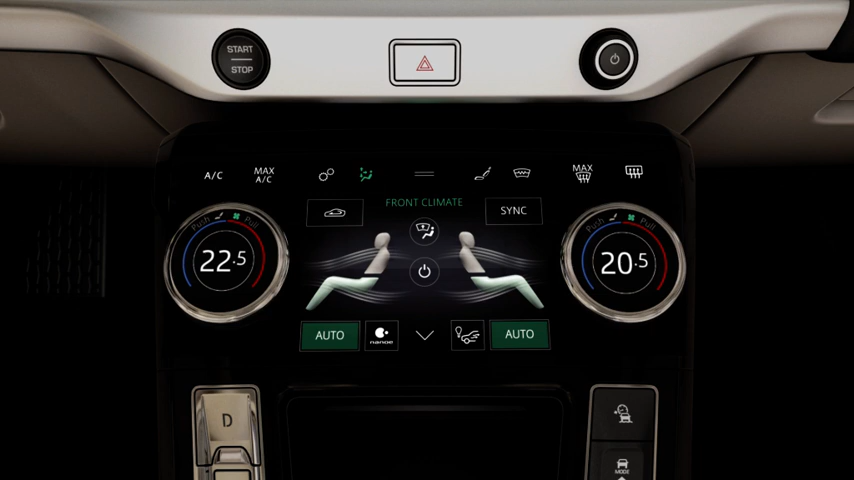 START
STOP
A/C
MAX
A/C
MAX
FRONT CLIMATE
SYNC
Push
Pull
22.5
Push
Pull
20.5
AUTO
nanoe
AUTO
D
MODE